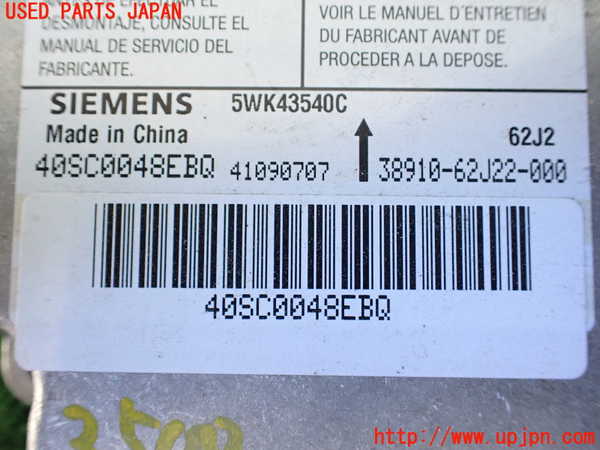 USED PARTS JAPAN
DESMONTAJE, CONSULTE EL
MANUAL DE SERVICIO DEL
FABRICANTE.
VOIR LE MANUEL D'ENTRETIEN
DU FABRICANT AVANT DE
PROCEDER A LA DEPOSE.
SIEMENS 5WK43540C
Made in China 62J2
40SC0048EBQ 41090707 38910-62J22-000
40SC0048EBQ
UPJ
http://www.upjpn.com/